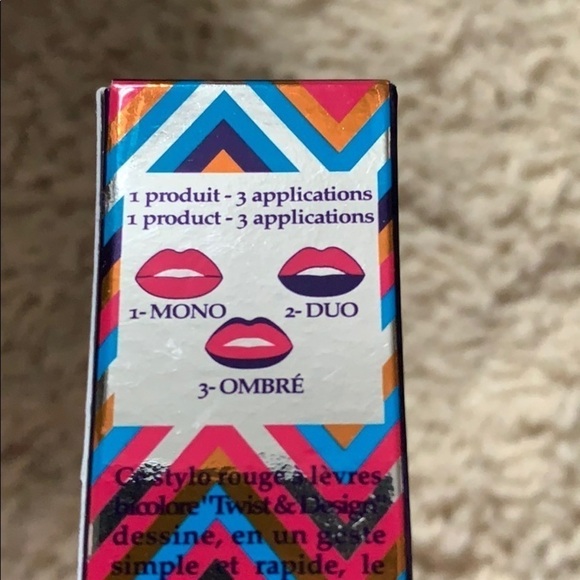 1 produit - 3 applications
1 product - 3 applications
1- MONO
2- DUO
3- OMBRÉ
Ce stylo rouge à lèvres
bicolore "Twist & Design"
dessine, en un geste
simple et rapide, le